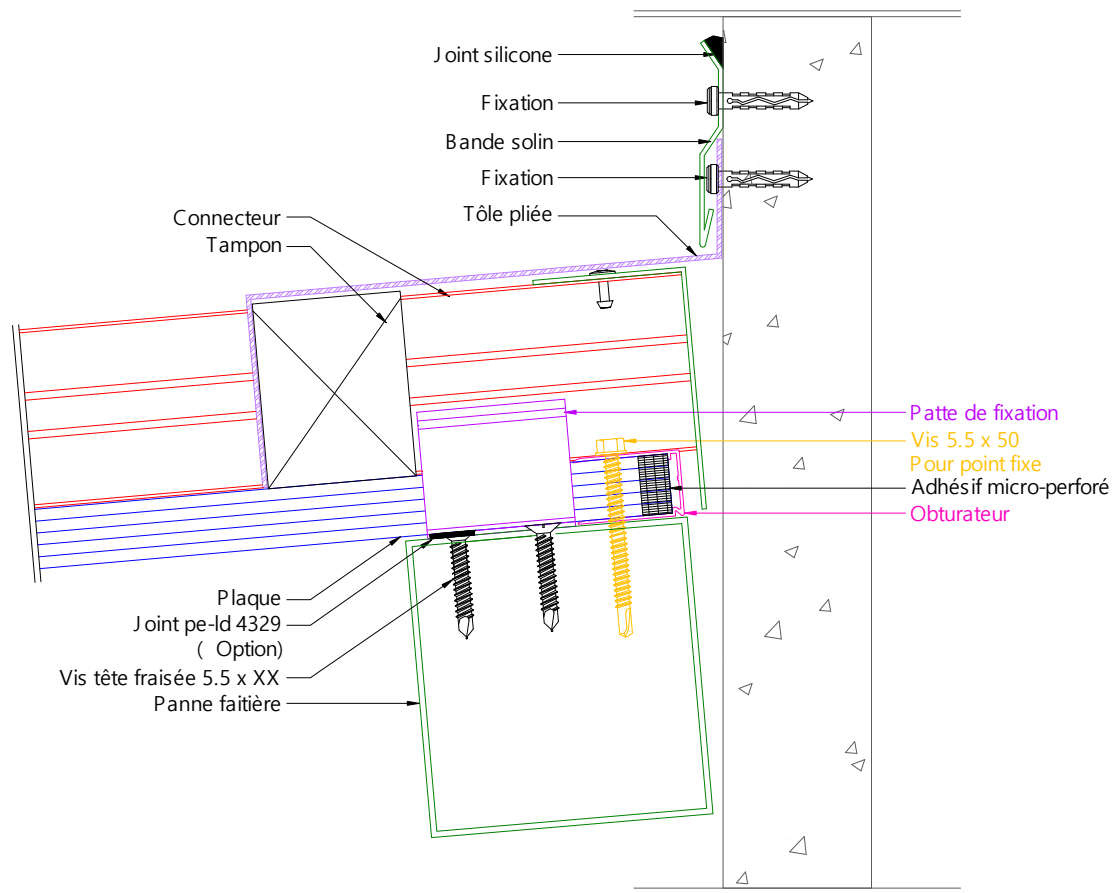 Joint silicone
Fixation
Bande solin
Fixation
Tôle pliée
Connecteur
Tampon
Patte de fixation
Vis 5.5 x 50
Pour point fixe
Adhésif micro-perforé
Obturateur
Plaque
Joint pe-ld 4329
( Option)
Vis tête fraisée 5.5 x XX
Panne faitière